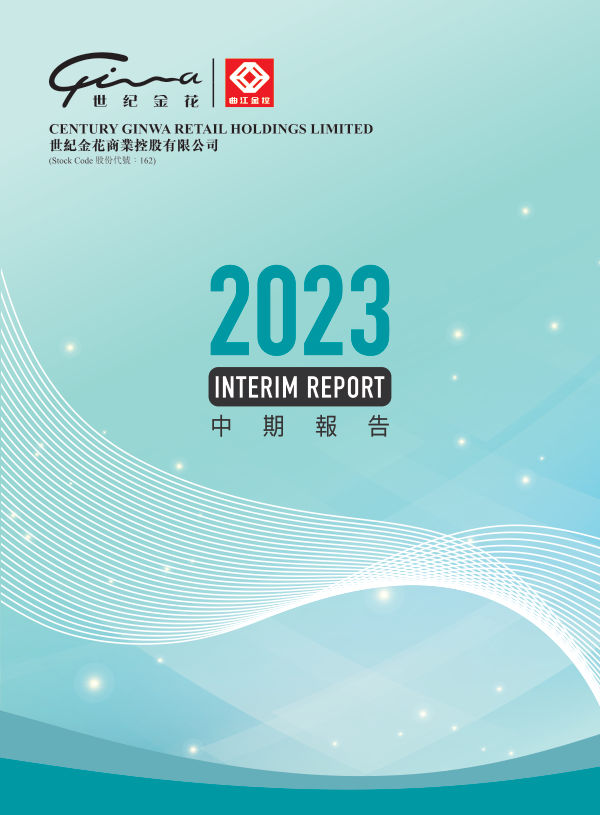 Ginwa
世纪金花
曲江金控
CENTURY GINWA RETAIL HOLDINGS LIMITED
世紀金花商業控股有限公司
(Stock Code 股份代號：162)
2023
INTERIM REPORT
中期報告